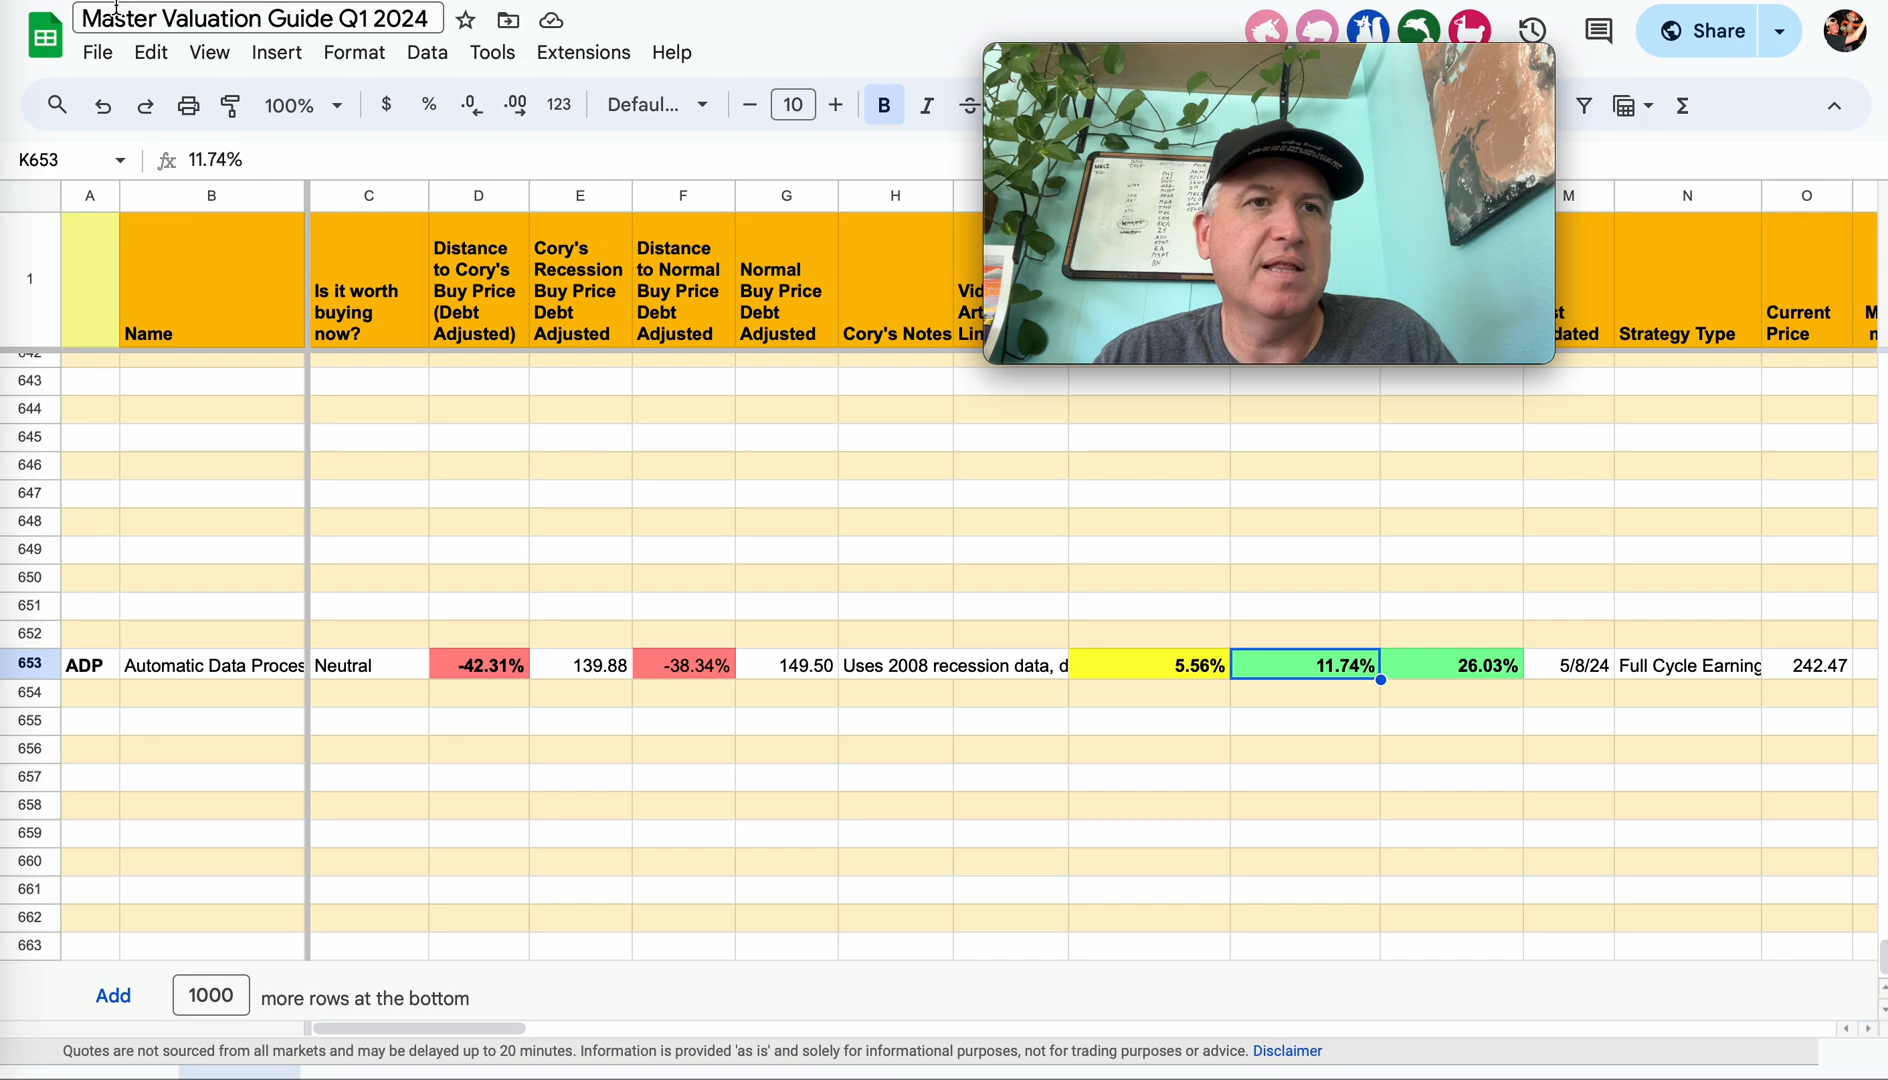 Master Valuation Guide Q1 2024
File Edit View Insert Format Data Tools Extensions Help
Share
100% $ % .0 .00 123 Defaul... 10 B I S Σ
K653 fx 11.74%
A B C D E F G H M N O
1
Name
Is it worth
buying
now?
Distance
to Cory's
Buy Price
(Debt
Adjusted)
Cory's
Recession
Buy Price
Debt
Adjusted
Distance
to Normal
Buy Price
Debt
Adjusted
Normal
Buy Price
Debt
Adjusted
Cory's Notes
Strategy Type
Current
Price
642
643
644
645
646
647
648
649
650
651
652
653 ADP Automatic Data Proces Neutral -42.31% 139.88 -38.34% 149.50 Uses 2008 recession data, d 5.56% 11.74% 26.03% 5/8/24 Full Cycle Earning 242.47
654
655
656
657
658
659
660
661
662
663
Add 1000 more rows at the bottom
Quotes are not sourced from all markets and may be delayed up to 20 minutes. Information is provided 'as is' and solely for informational purposes, not for trading purposes or advice. Disclaimer